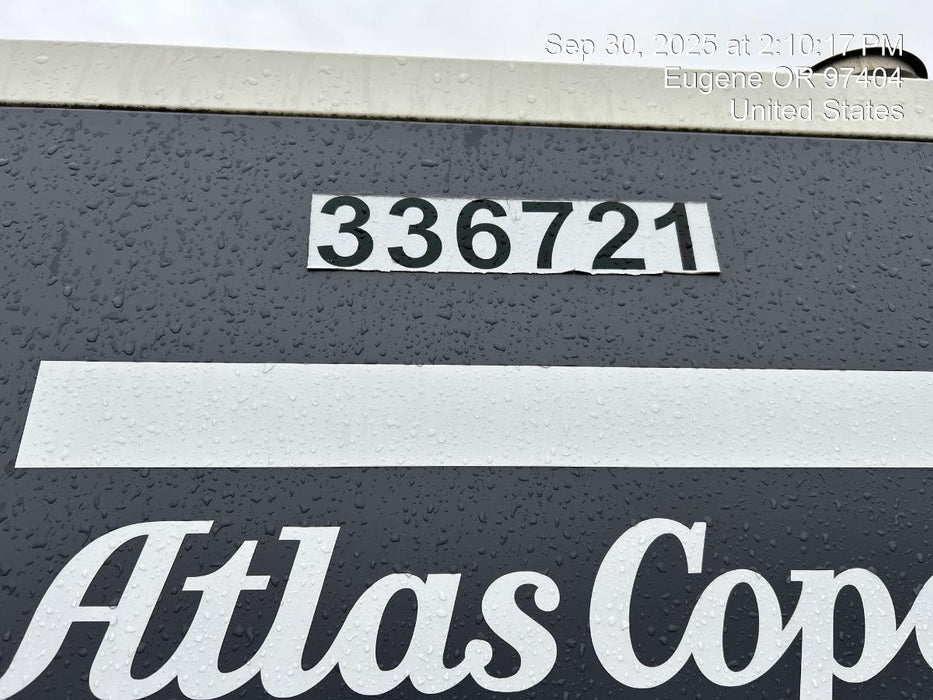 Sep 30, 2025 at 2:10:17 PM
Eugene OR 97404
United States
336721
Atlas Cop